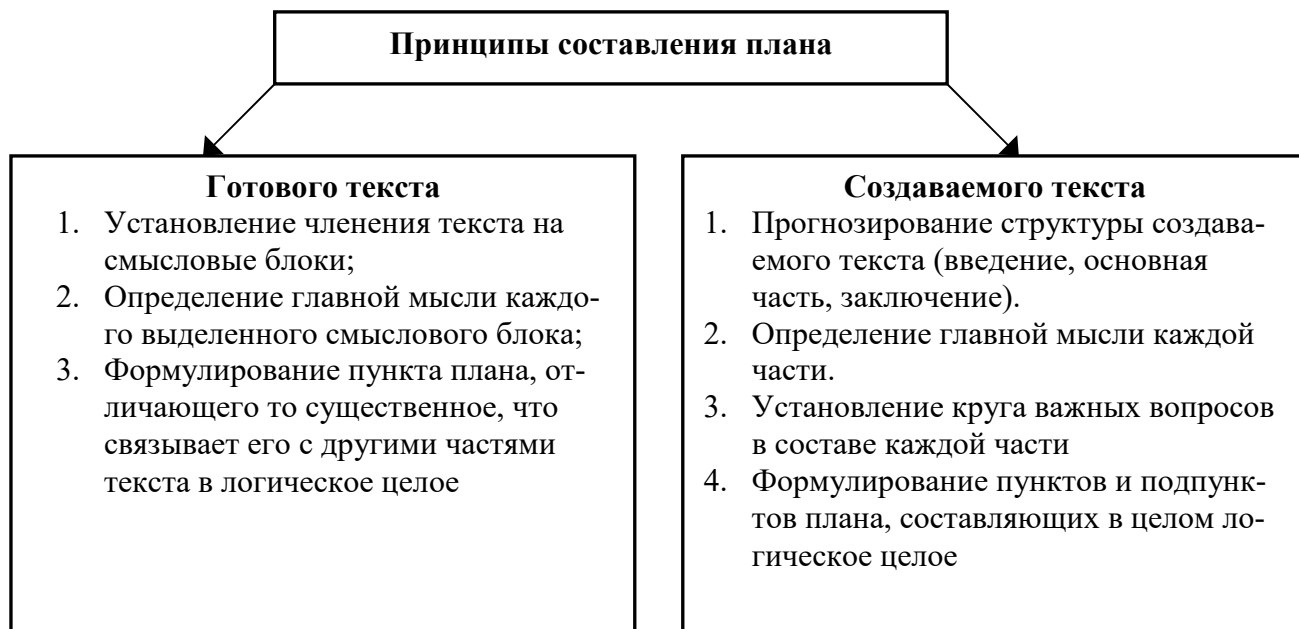 Принципы составления плана
Готового текста
1. Установление членения текста на
смысловые блоки;
2. Определение главной мысли каждо-
го выделенного смыслового блока;
3. Формулирование пункта плана, от-
личающего то существенное, что
связывает его с другими частями
текста в логическое целое
Создаваемого текста
1. Прогнозирование структуры создава-
емого текста (введение, основная
часть, заключение).
2. Определение главной мысли каждой
части.
3. Установление круга важных вопросов
в составе каждой части
4. Формулирование пунктов и подпунк-
тов плана, составляющих в целом ло-
гическое целое